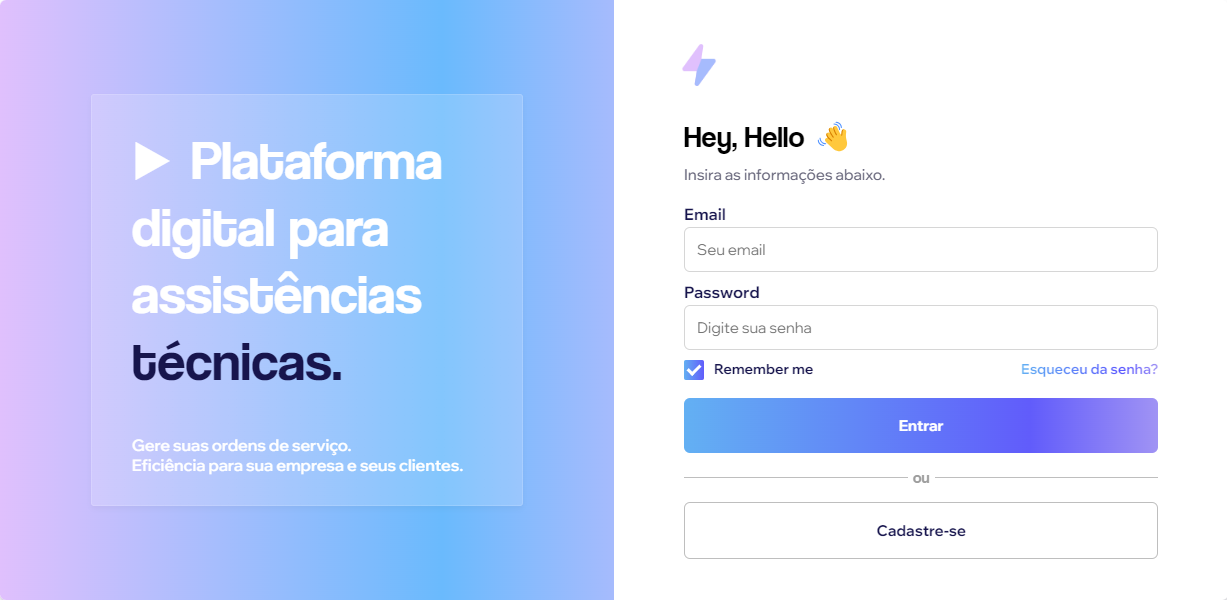 Plataforma
digital para
assistências
técnicas.
Gere suas ordens de serviço.
Eficiência para sua empresa e seus clientes.
Hey, Hello 👋
Insira as informações abaixo.
Email
Seu email
Password
Digite sua senha
Remember me
Esqueceu da senha?
Entrar
ou
Cadastre-se